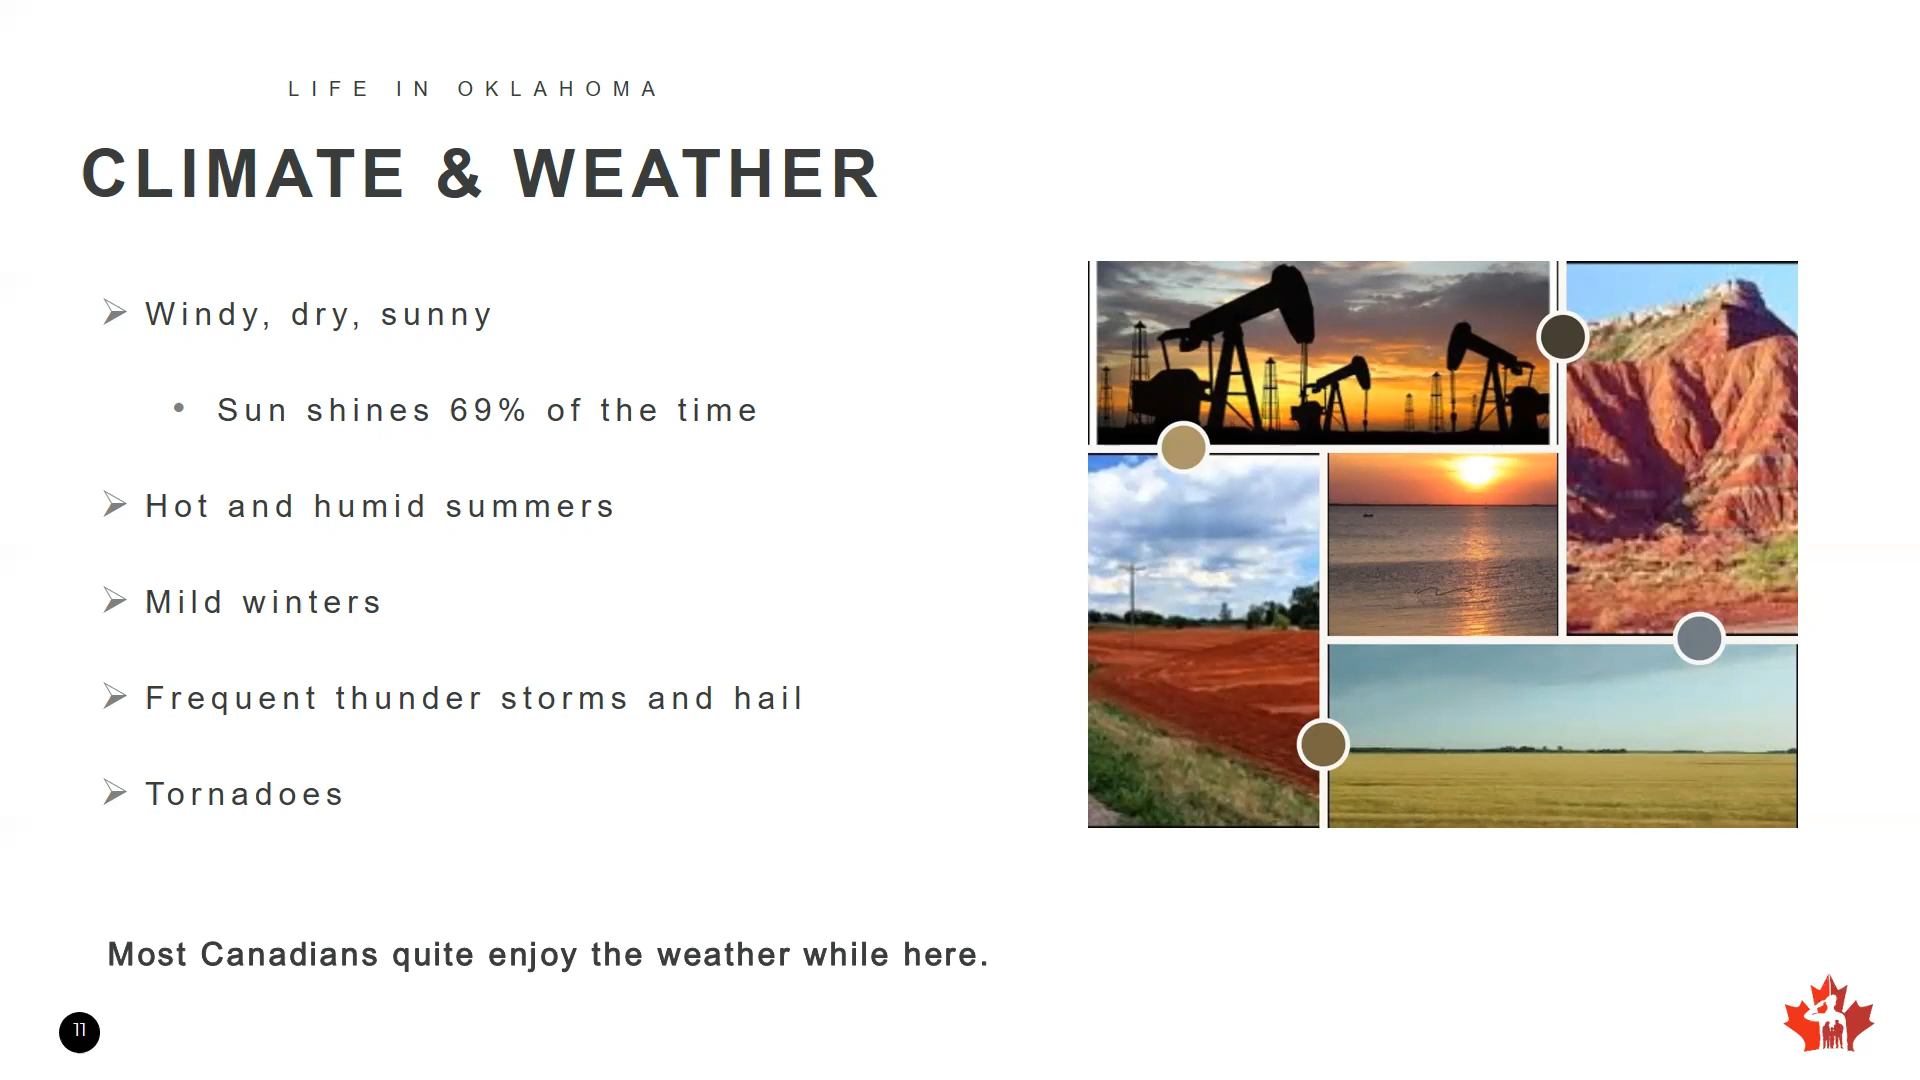 LIFE IN OKLAHOMA
CLIMATE & WEATHER
Windy, dry, sunny
Sun shines 69% of the time
Hot and humid summers
Mild winters
Frequent thunder storms and hail
Tornadoes
Most Canadians quite enjoy the weather while here.
11